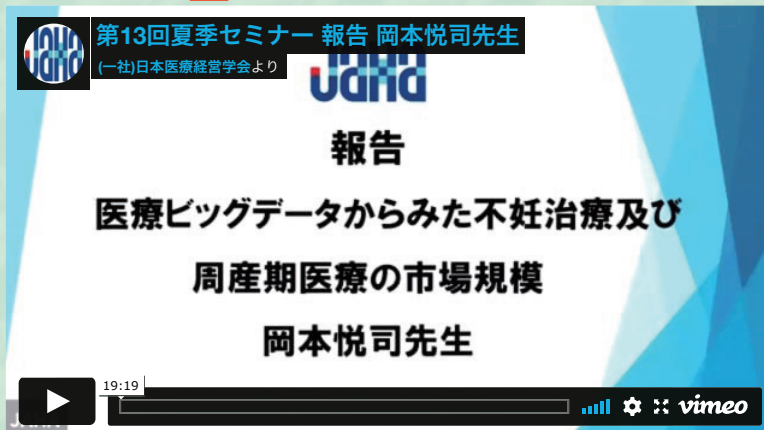 第13回夏季セミナー 報告 岡本悦司先生
(一社)日本医療経営学会より
JAHA
報告
医療ビッグデータからみた不妊治療及び
周産期医療の市場規模
岡本悦司先生
19:19
vimeo